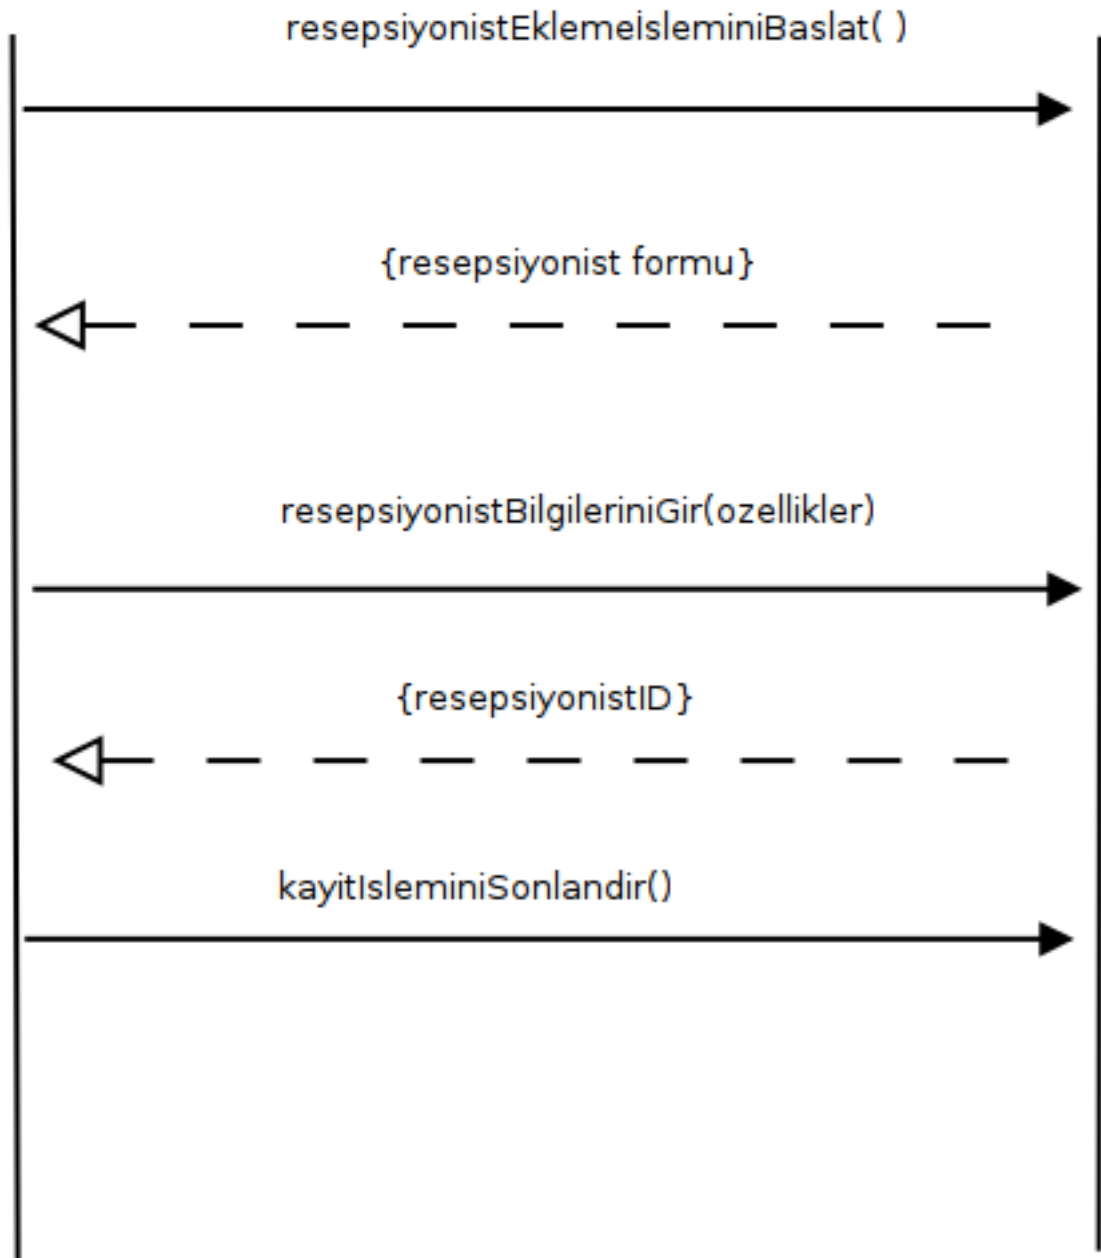 resepsiyonistEklemeİsleminiBaslat( )
{resepsiyonist formu}
resepsiyonistBilgileriniGir(ozellikler)
{resepsiyonistID}
kayitIsleminiSonlandir()